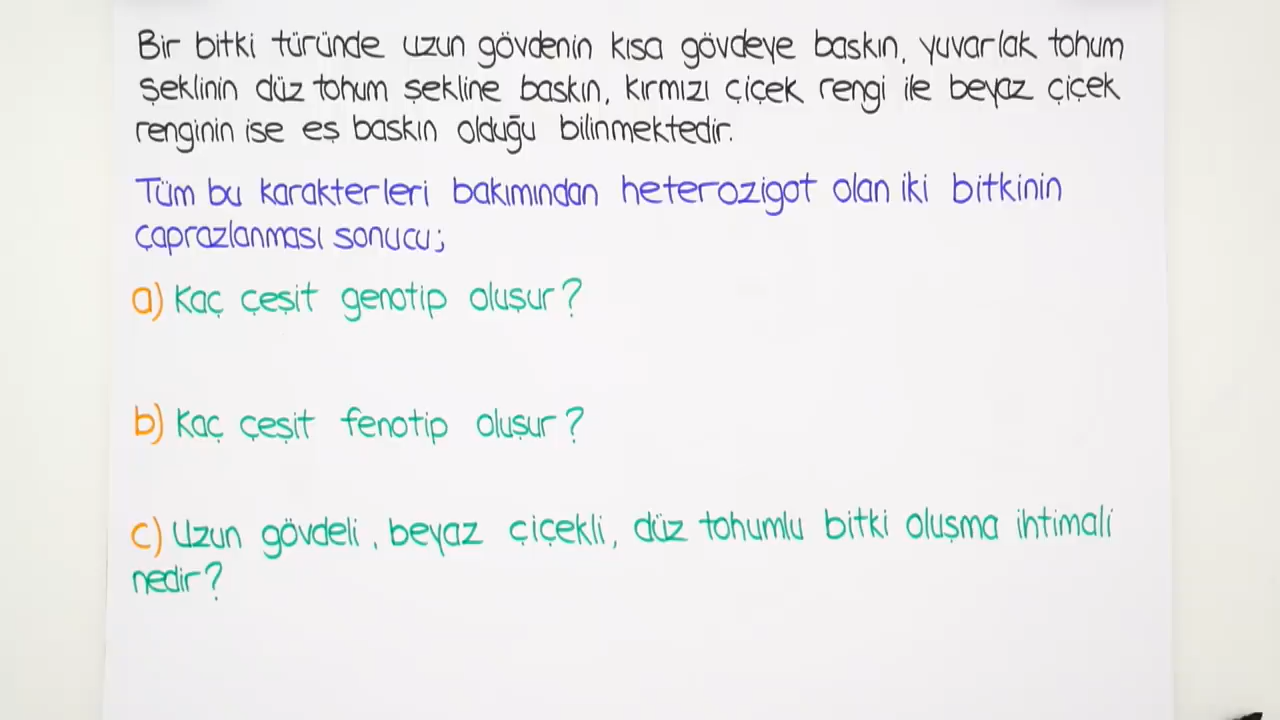 Bir bitki türünde uzun gövdenin kısa gövdeye baskın, yuvarlak tohum
şeklinin düz tohum şekline baskın, kırmızı çiçek rengi ile beyaz çiçek
renginin ise eş baskın olduğu bilinmektedir.
Tüm bu karakterleri bakımından heterozigot olan iki bitkinin
çaprazlanması sonucu;
a) Kaç çeşit genotip oluşur?
b) Kaç çeşit fenotip oluşur?
c) Uzun gövdeli, beyaz çiçekli, düz tohumlu bitki oluşma ihtimali
nedir?